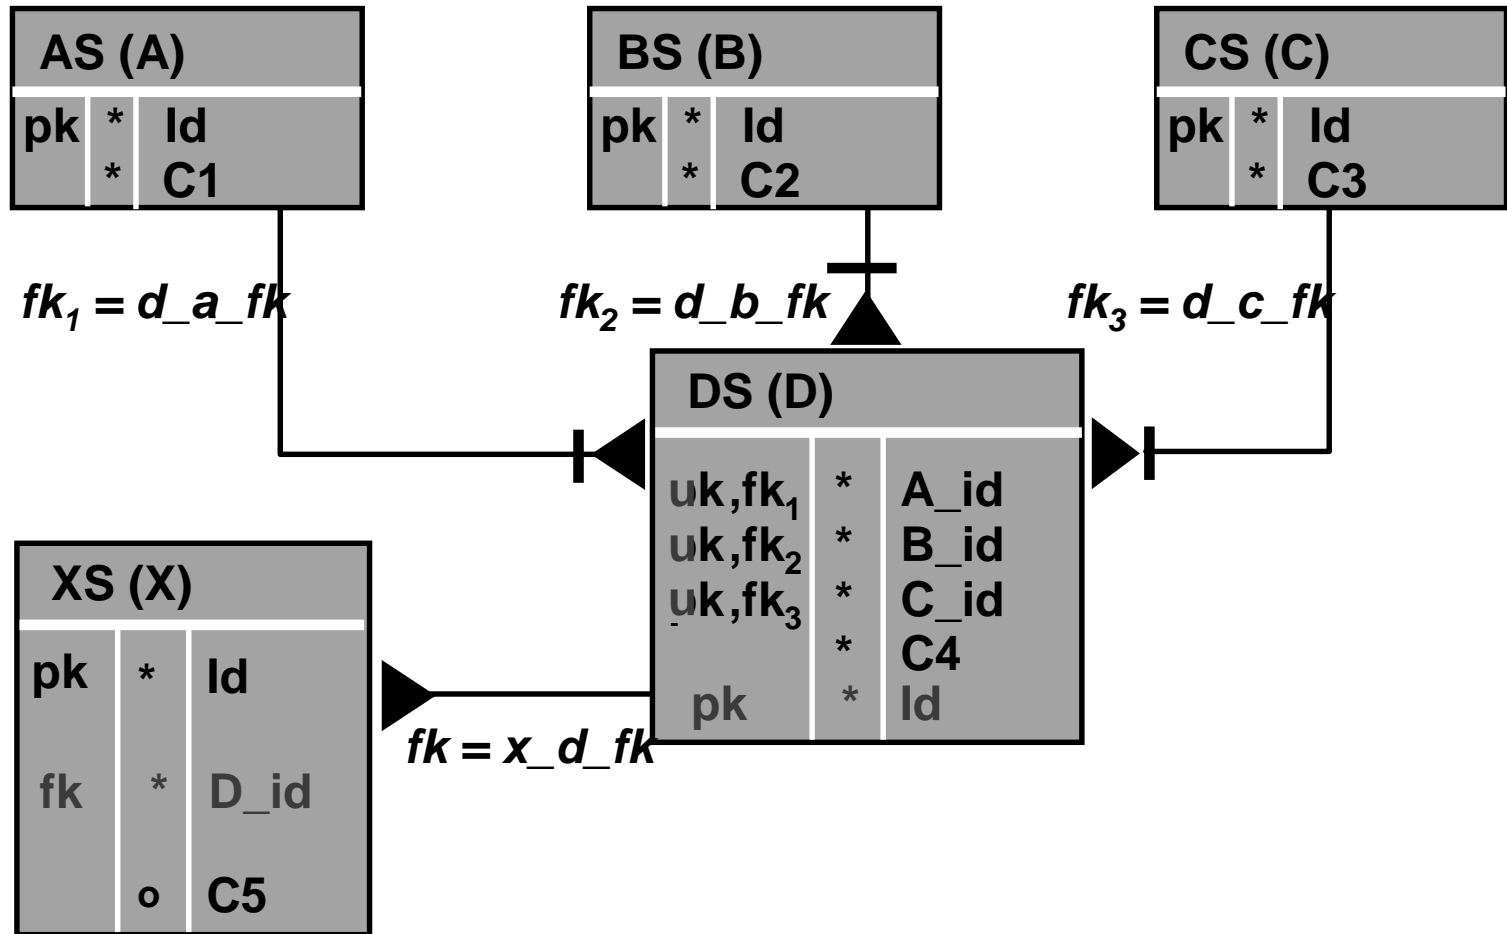 AS (A)
pk * Id
* C1
BS (B)
pk * Id
* C2
CS (C)
pk * Id
* C3
fk1 = d_a_fk
fk2 = d_b_fk
fk3 = d_c_fk
DS (D)
uk,fk1 * A_id
uk,fk2 * B_id
uk,fk3 * C_id
* C4
pk * Id
XS (X)
pk * Id
fk * D_id
o C5
fk = x_d_fk